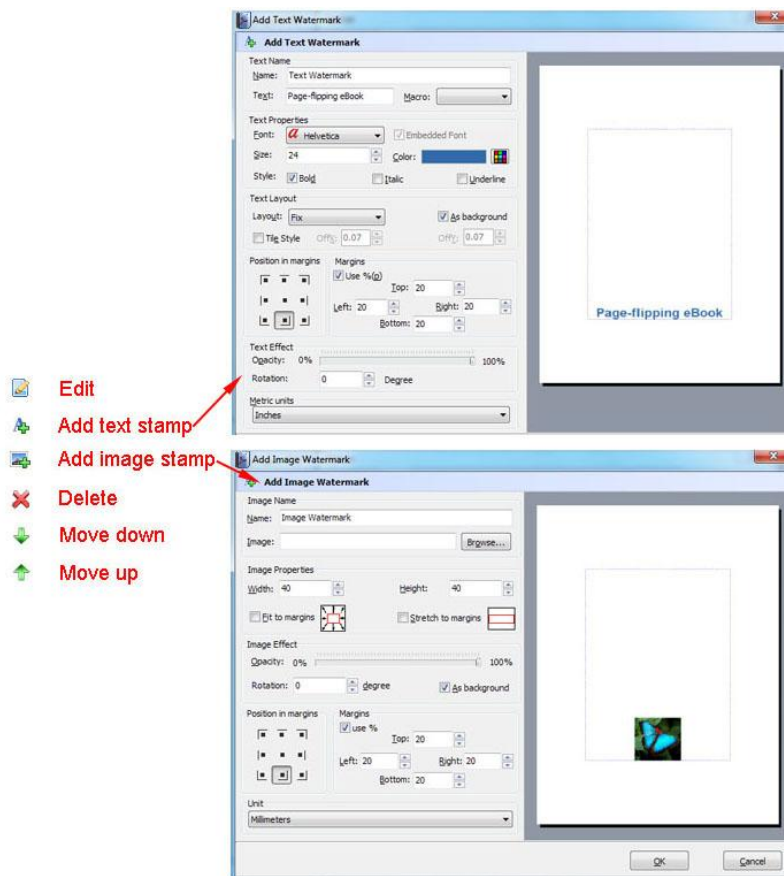 Add Text Watermark
Add Text Watermark
Text Name
Name: Text Watermark
Text: Page-flipping eBook Macro:
Text Properties
Font: a Helvetica Embedded Font
Size: 24 Color:
Style: Bold Italic Underline
Text Layout
Layout: Fix As background
Tile Style OffX: 0.07 OffY: 0.07
Position in margins Margins
Use %(p)
Top: 20
Left: 20 Right: 20
Bottom: 20
Page-flipping eBook
Text Effect
Opacity: 0% 100%
Rotation: 0 Degree
Metric units
Inches
Edit
Add text stamp
Add image stamp
Delete
Move down
Move up
Add Image Watermark
Add Image Watermark
Image Name
Name: Image Watermark
Image: Browse...
Image Properties
Width: 40 Height: 40
Fit to margins Stretch to margins
Image Effect
Opacity: 0% 100%
Rotation: 0 degree As background
Position in margins Margins
use %
Top: 20
Left: 20 Right: 20
Bottom: 20
Unit
Millimeters
OK Cancel